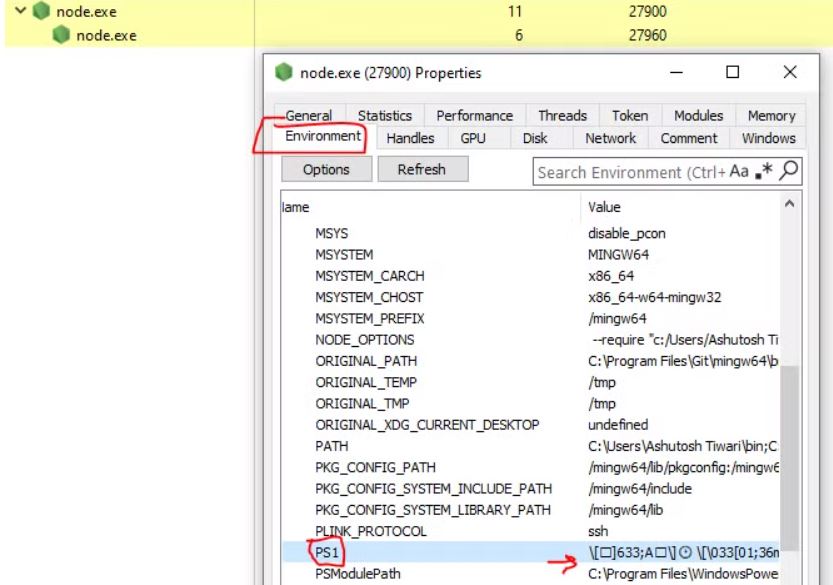 node.exe 11 27900
node.exe 6 27960
node.exe (27900) Properties
General Statistics Performance Threads Token Modules Memory
Environment Handles GPU Disk Network Comment Windows
Options Refresh Search Environment (Ctrl+ Aa .*
lame Value
MSYS disable_pcon
MSYSTEM MINGW64
MSYSTEM_CARCH x86_64
MSYSTEM_CHOST x86_64-w64-mingw32
MSYSTEM_PREFIX /mingw64
NODE_OPTIONS --require "c:/Users/Ashutosh Ti
ORIGINAL_PATH C:\Program Files\Git\mingw64\b
ORIGINAL_TEMP /tmp
ORIGINAL_TMP /tmp
ORIGINAL_XDG_CURRENT_DESKTOP undefined
PATH C:\Users\Ashutosh Tiwari\bin;C
PKG_CONFIG_PATH /mingw64/lib/pkgconfig:/mingw6
PKG_CONFIG_SYSTEM_INCLUDE_PATH /mingw64/include
PKG_CONFIG_SYSTEM_LIBRARY_PATH /mingw64/lib
PLINK_PROTOCOL ssh
PS1 \[□]633;A□\]🕒 \[\033[01;36m
PSModulePath C:\Program Files\WindowsPowe